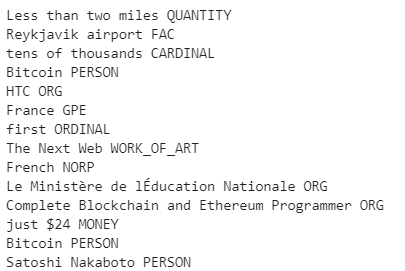 Less than two miles QUANTITY
Reykjavik airport FAC
tens of thousands CARDINAL
Bitcoin PERSON
HTC ORG
France GPE
first ORDINAL
The Next Web WORK_OF_ART
French NORP
Le Ministère de lÉducation Nationale ORG
Complete Blockchain and Ethereum Programmer ORG
just $24 MONEY
Bitcoin PERSON
Satoshi Nakaboto PERSON